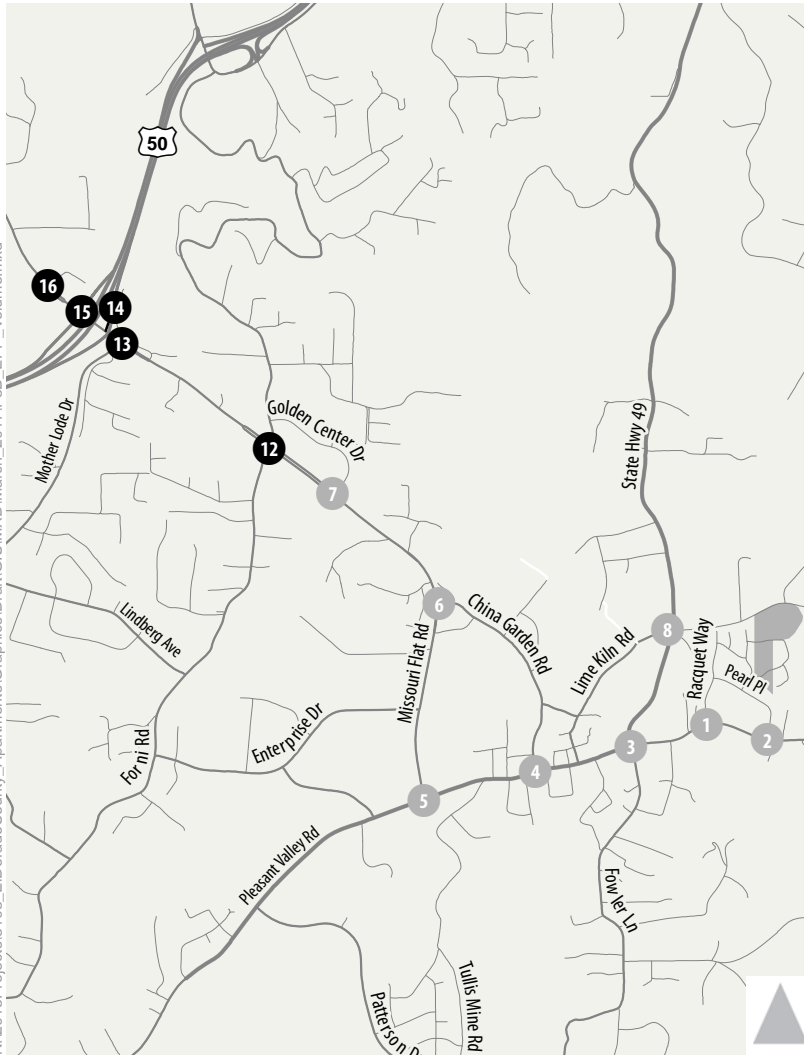 50
16
15
14
13
Mother Lode Dr
Golden Center Dr
12
7
State Hwy 49
6
China Garden Rd
Lindberg Ave
Missouri Flat Rd
Lime Kiln Rd
8
Racquet Way
Pearl Pl
Forni Rd
Enterprise Dr
1
2
3
4
5
Pleasant Valley Rd
Fowler Ln
Tullis Mine Rd
Patterson D